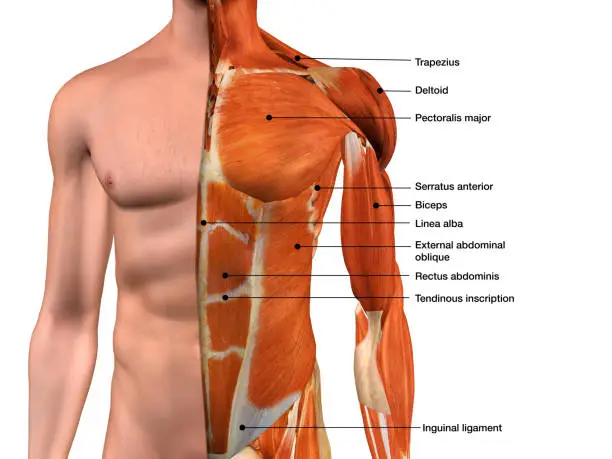 Trapezius
Deltoid
Pectoralis major
Serratus anterior
Biceps
Linea alba
External abdominal
oblique
Rectus abdominis
Tendinous inscription
Inguinal ligament